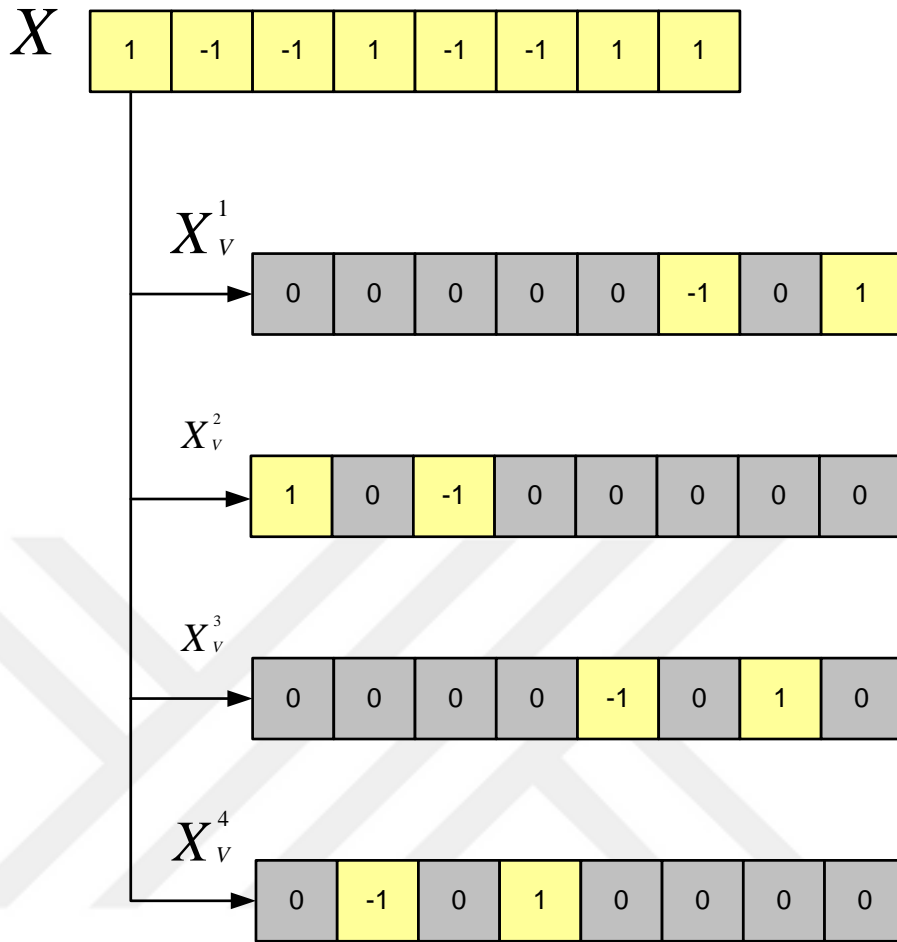 X 1 -1 -1 1 -1 -1 1 1
X_V^1
0 0 0 0 0 -1 0 1
X_V^2
1 0 -1 0 0 0 0 0
X_V^3
0 0 0 0 -1 0 1 0
X_V^4
0 -1 0 1 0 0 0 0